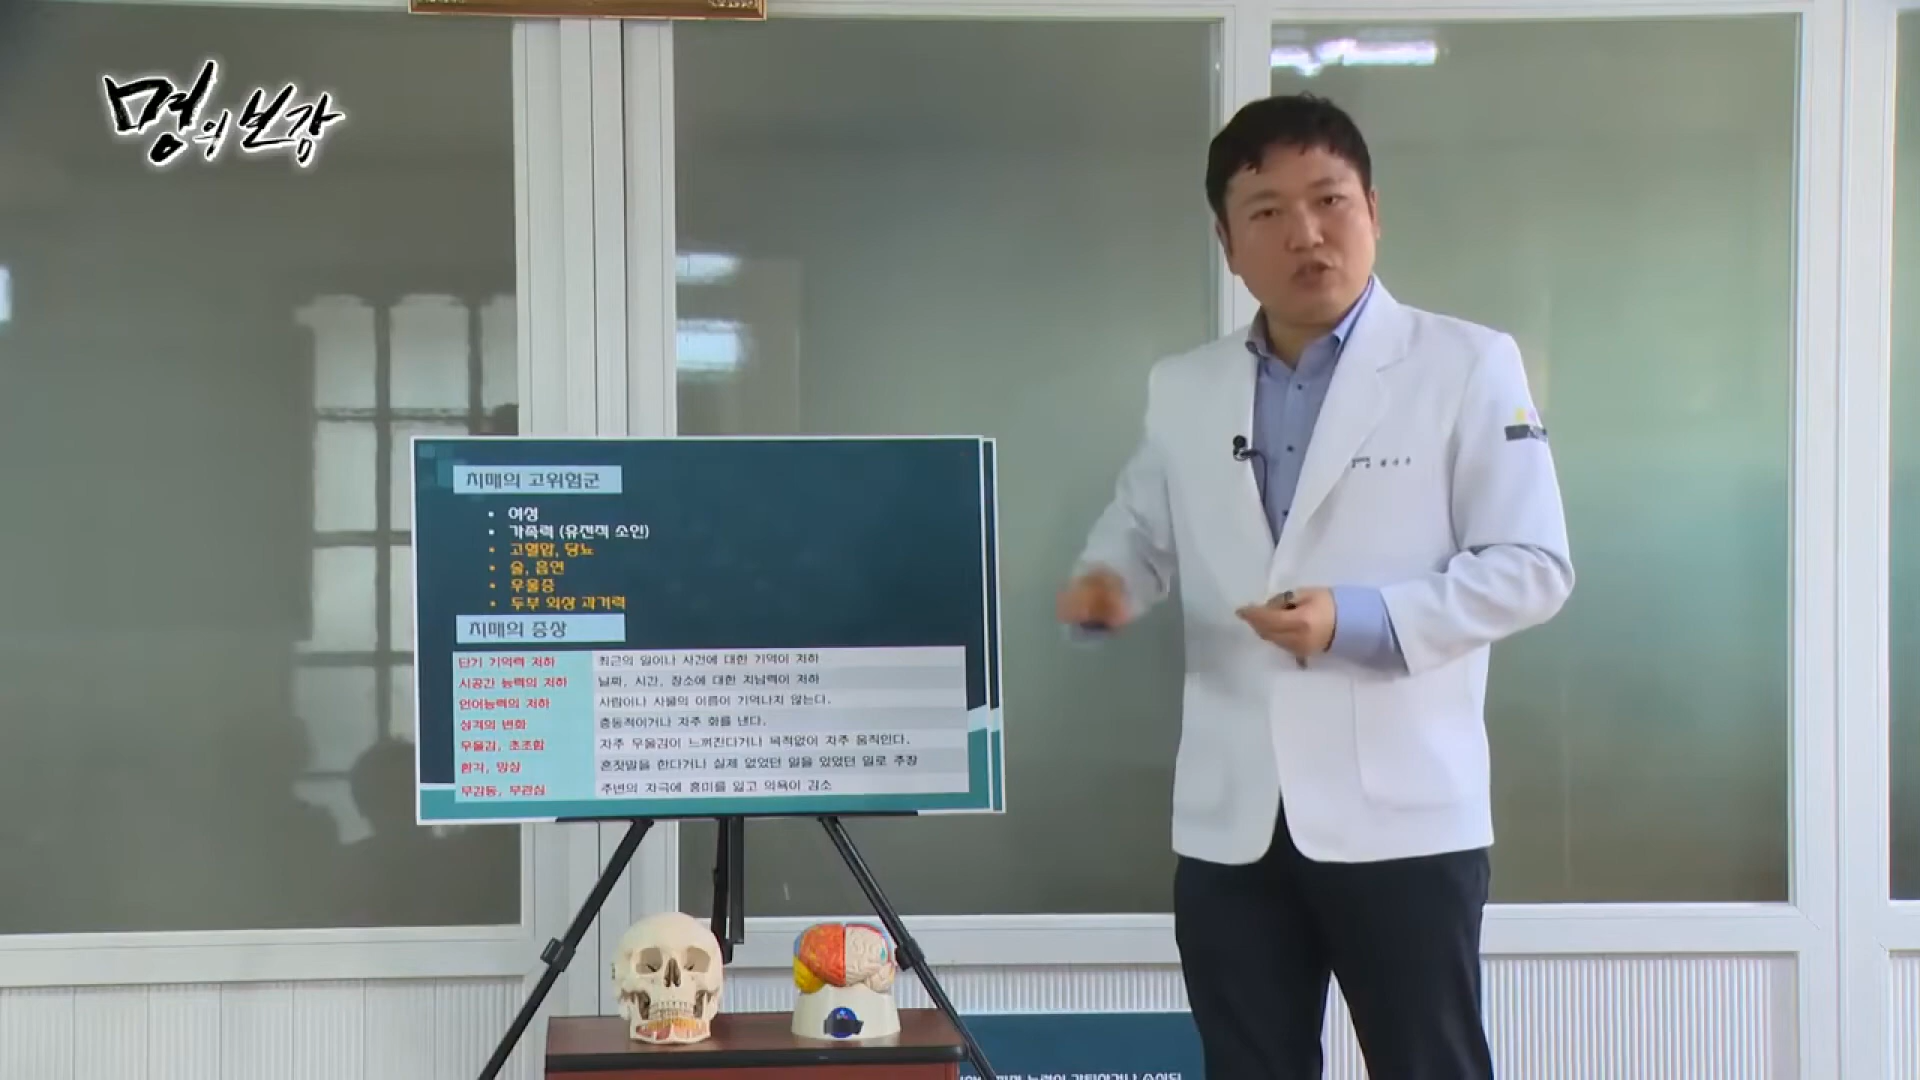 명의보감
치매의 고위험군
• 여성
• 가족력 (유전적 소인)
• 고혈압, 당뇨
• 술, 흡연
• 우울증
• 두부 외상 과거력
치매의 증상
단기 기억력 저하 최근의 일이나 사건에 대한 기억이 저하
시공간 능력의 저하 날짜, 시간, 장소에 대한 지남력이 저하
언어능력의 저하 사람이나 사물의 이름이 기억나지 않는다.
성격의 변화 충동적이거나 자주 화를 낸다.
우울감, 초조함 자주 우울감이 느껴진다거나 목적없이 자주 움직인다.
환각, 망상 혼잣말을 한다거나 실제 없었던 일을 있었던 일로 주장
무감동, 무관심 주변의 자극에 흥미를 잃고 의욕이 감소